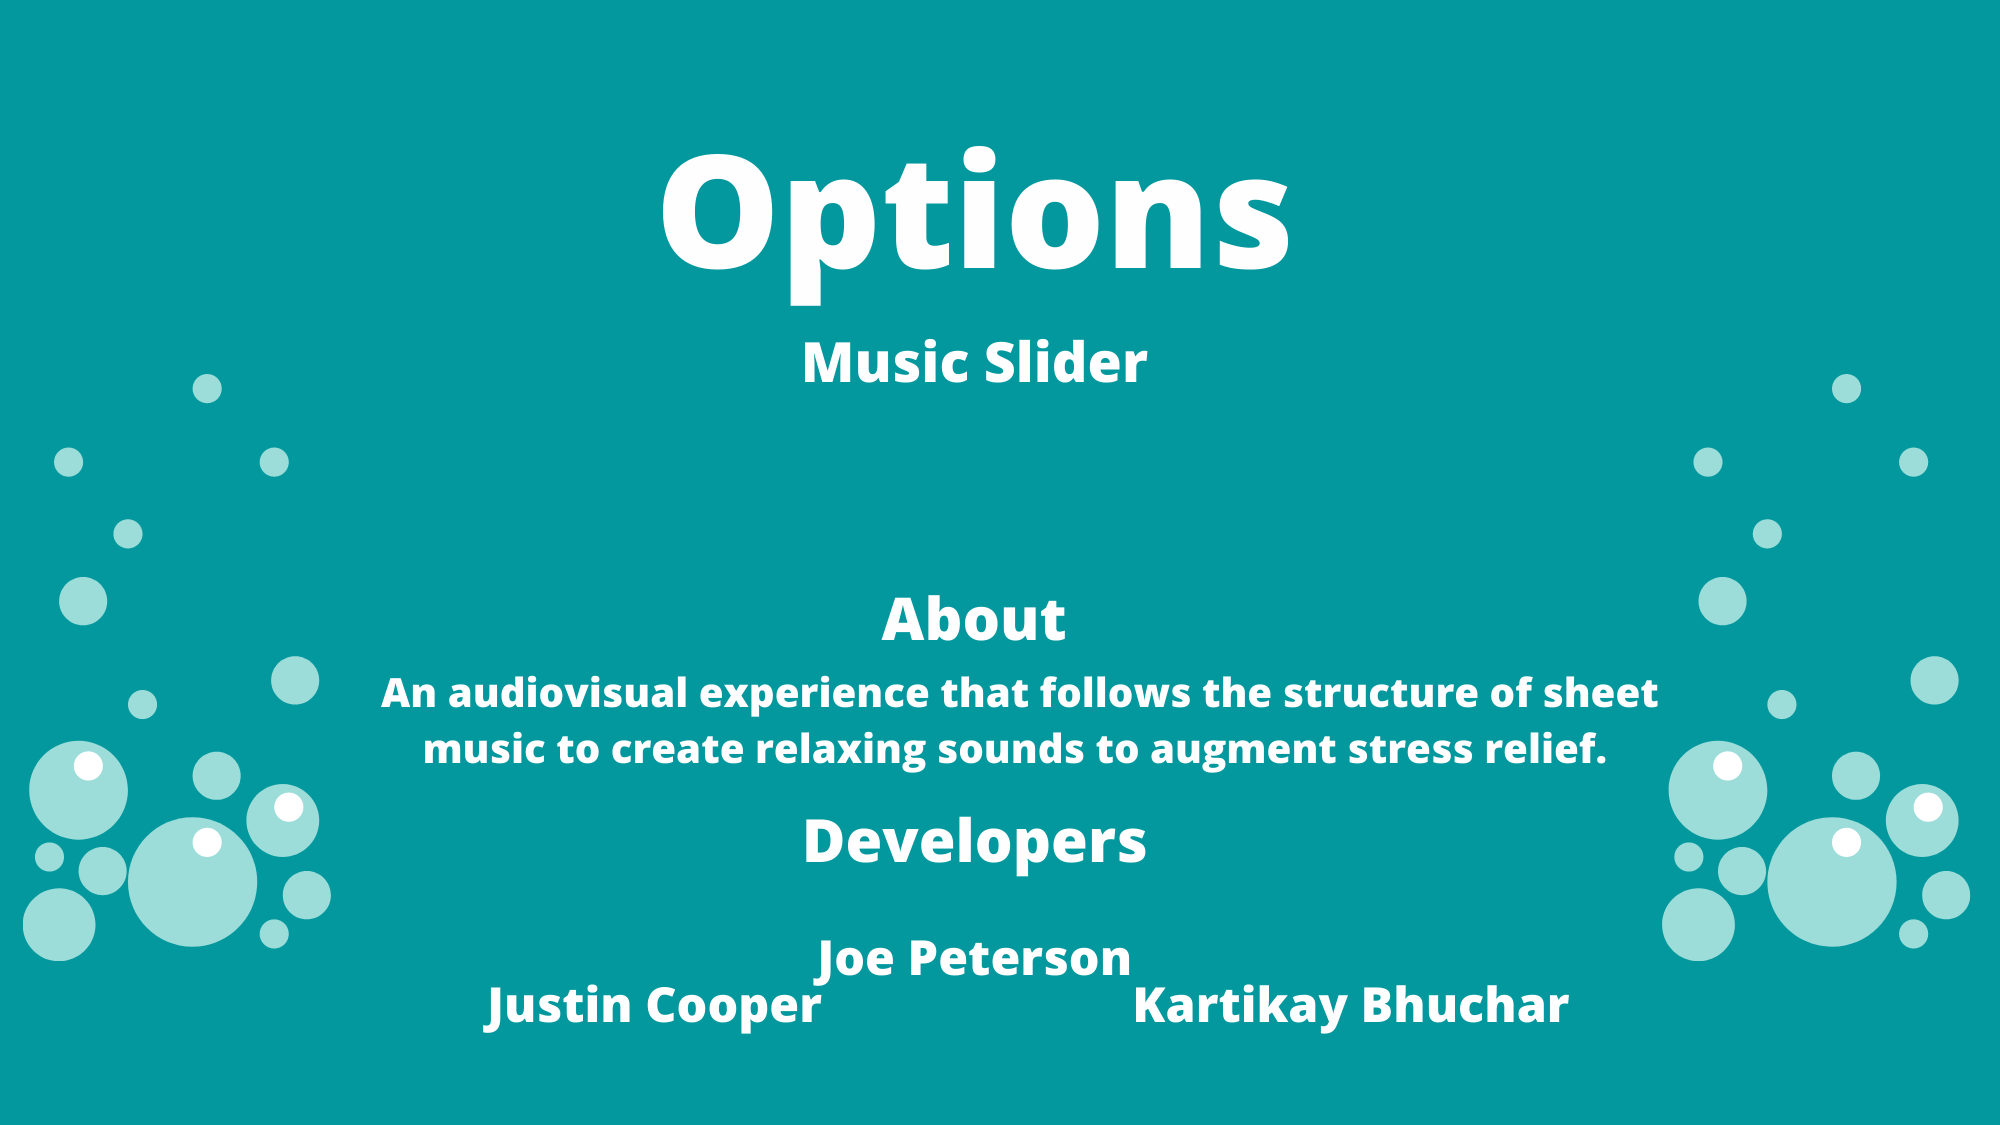 Options
Music Slider
About
An audiovisual experience that follows the structure of sheet
music to create relaxing sounds to augment stress relief.
Developers
Joe Peterson
Justin Cooper
Kartikay Bhuchar